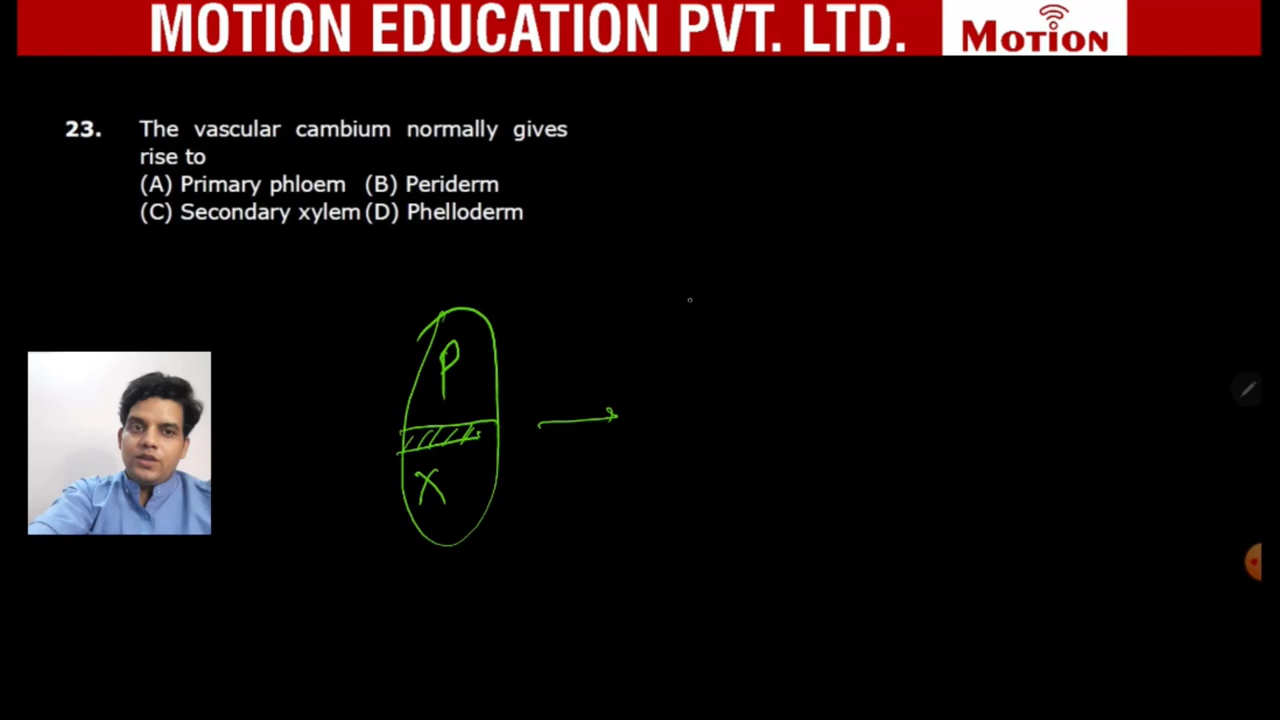 MOTION EDUCATION PVT. LTD.
MOTION
23. The vascular cambium normally gives
rise to
(A) Primary phloem (B) Periderm
(C) Secondary xylem (D) Phelloderm
P
X